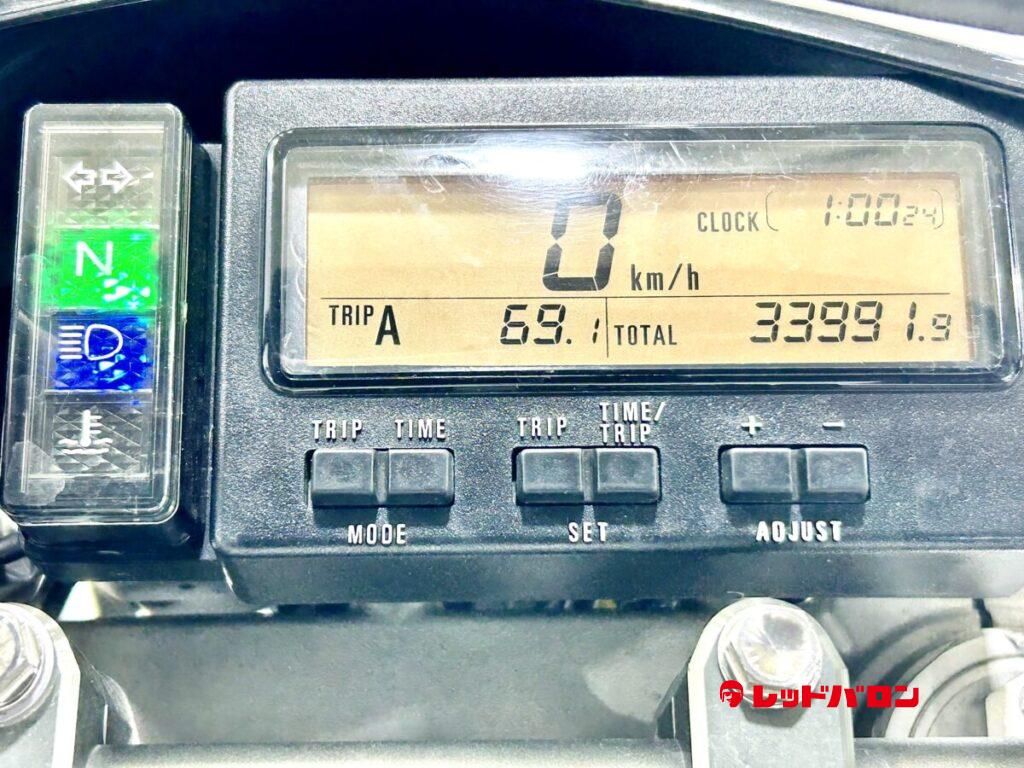 N
CLOCK 1:00 24
0 km/h
TRIP A 69.1 TOTAL 33991.9
TRIP TIME TRIP TIME/TRIP + −
MODE SET ADJUST
レッドバロン